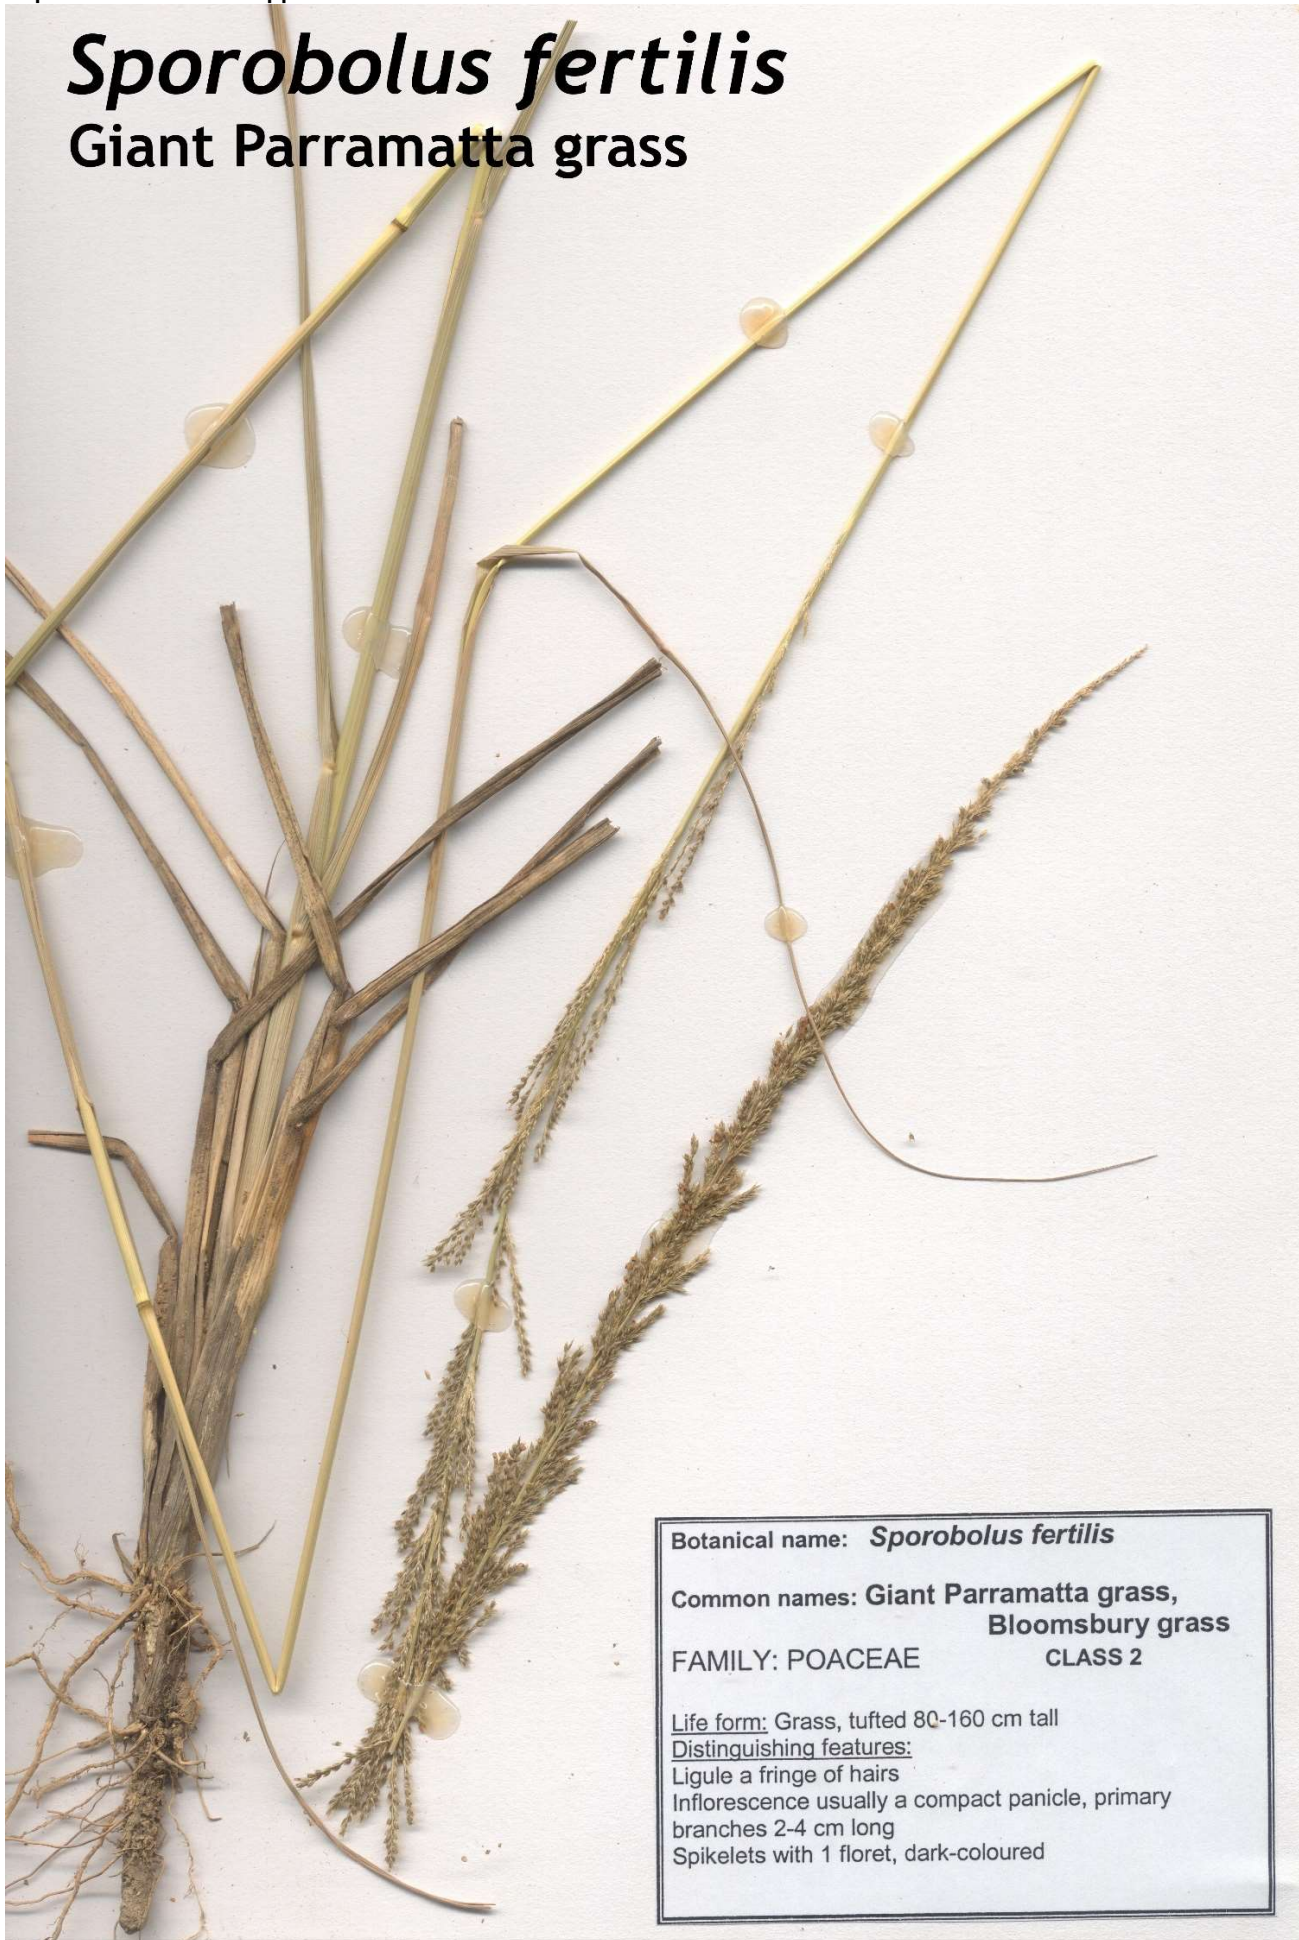 Sporobolus fertilis
Giant Parramatta grass
Botanical name: Sporobolus fertilis
Common names: Giant Parramatta grass,
Bloomsbury grass
FAMILY: POACEAE CLASS 2
Life form: Grass, tufted 80-160 cm tall
Distinguishing features:
Ligule a fringe of hairs
Inflorescence usually a compact panicle, primary
branches 2-4 cm long
Spikelets with 1 floret, dark-coloured